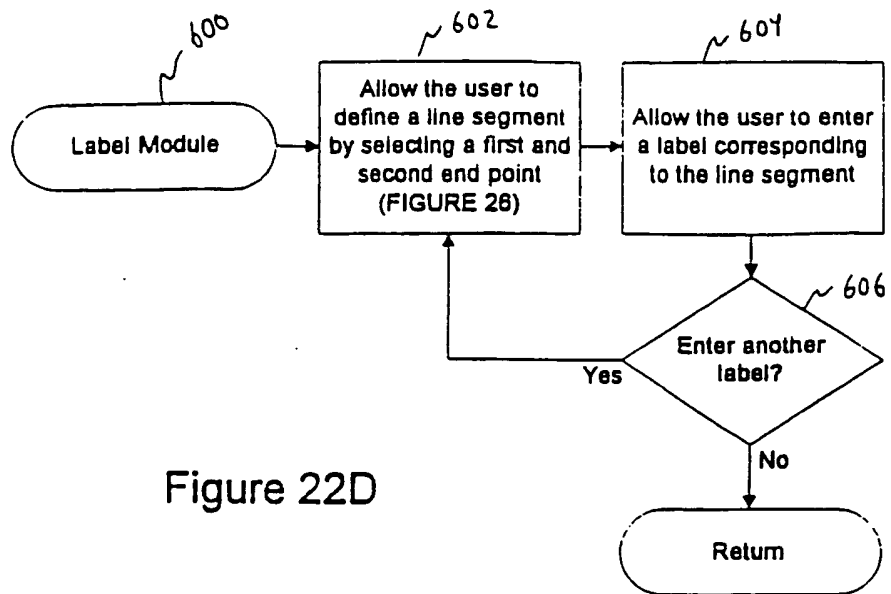 600
Label Module
602
Allow the user to
define a line segment
by selecting a first and
second end point
(FIGURE 26)
604
Allow the user to enter
a label corresponding
to the line segment
606
Enter another
label?
Yes
No
Return
Figure 22D